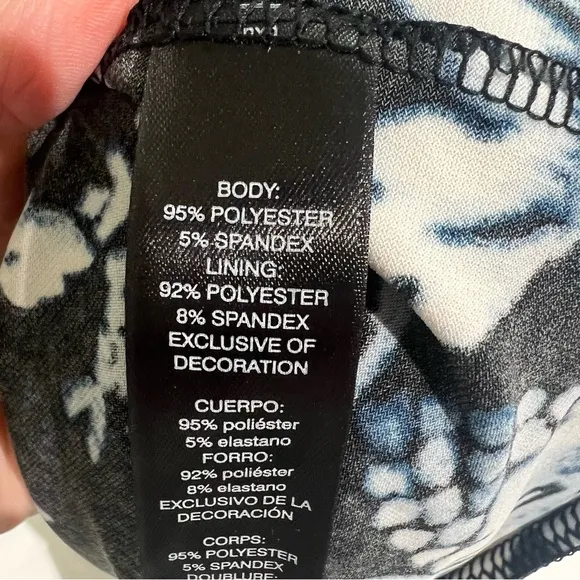 BODY:
95% POLYESTER
5% SPANDEX
LINING:
92% POLYESTER
8% SPANDEX
EXCLUSIVE OF
DECORATION
CUERPO:
95% poliéster
5% elastano
FORRO:
92% poliéster
8% elastano
EXCLUSIVO DE LA
DECORACIÓN
CORPS:
95% POLYESTER
5% SPANDEX
DOUBLURE: